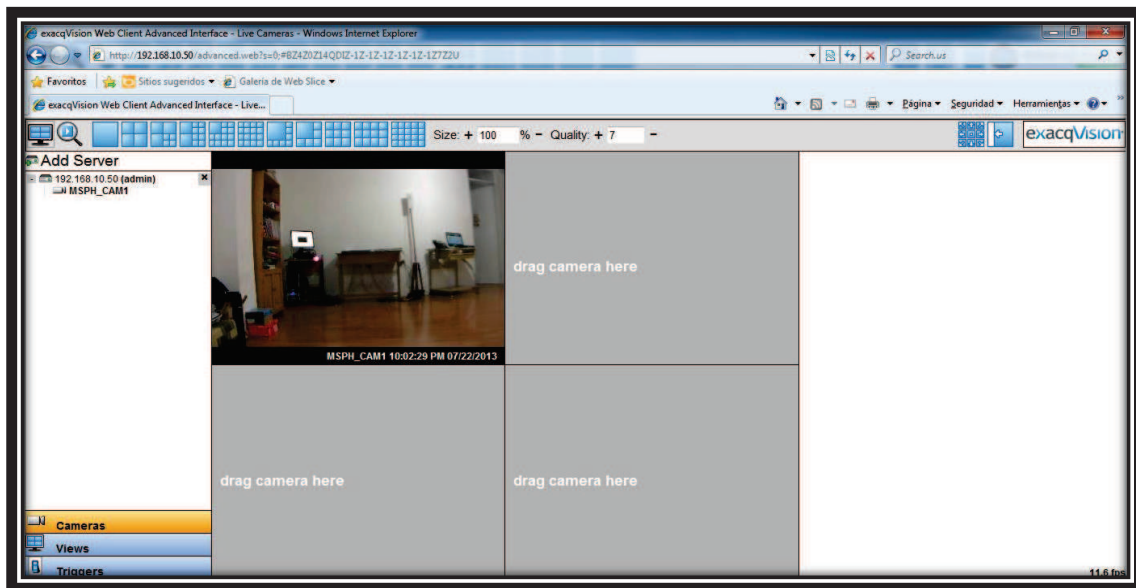 exacqVision Web Client Advanced Interface - Live Cameras - Windows Internet Explorer
http://192.168.10.50/advanced.web?s=0;#8Z4Z0Z14QDIZ-1Z-1Z-1Z-1Z-1Z-1Z7Z2U
Search.us
Favoritos Sitios sugeridos Galería de Web Slice
exacqVision Web Client Advanced Interface - Live...
Página Seguridad Herramientas
Size: + 100 % - Quality: + 7 -
exacqVision
Add Server
192.168.10.50 (admin)
MSPH_CAM1
drag camera here
MSPH_CAM1 10:02:29 PM 07/22/2013
drag camera here
drag camera here
Cameras
Views
Triggers
11.6 fps